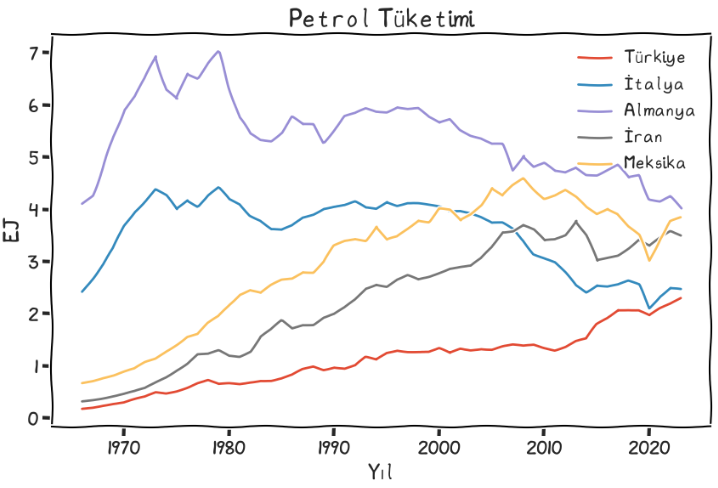 Petrol Tüketimi
EJ
7
6
5
4
3
2
1
0
Türkiye
İtalya
Almanya
İran
Meksika
1970 1980 1990 2000 2010 2020
Yıl